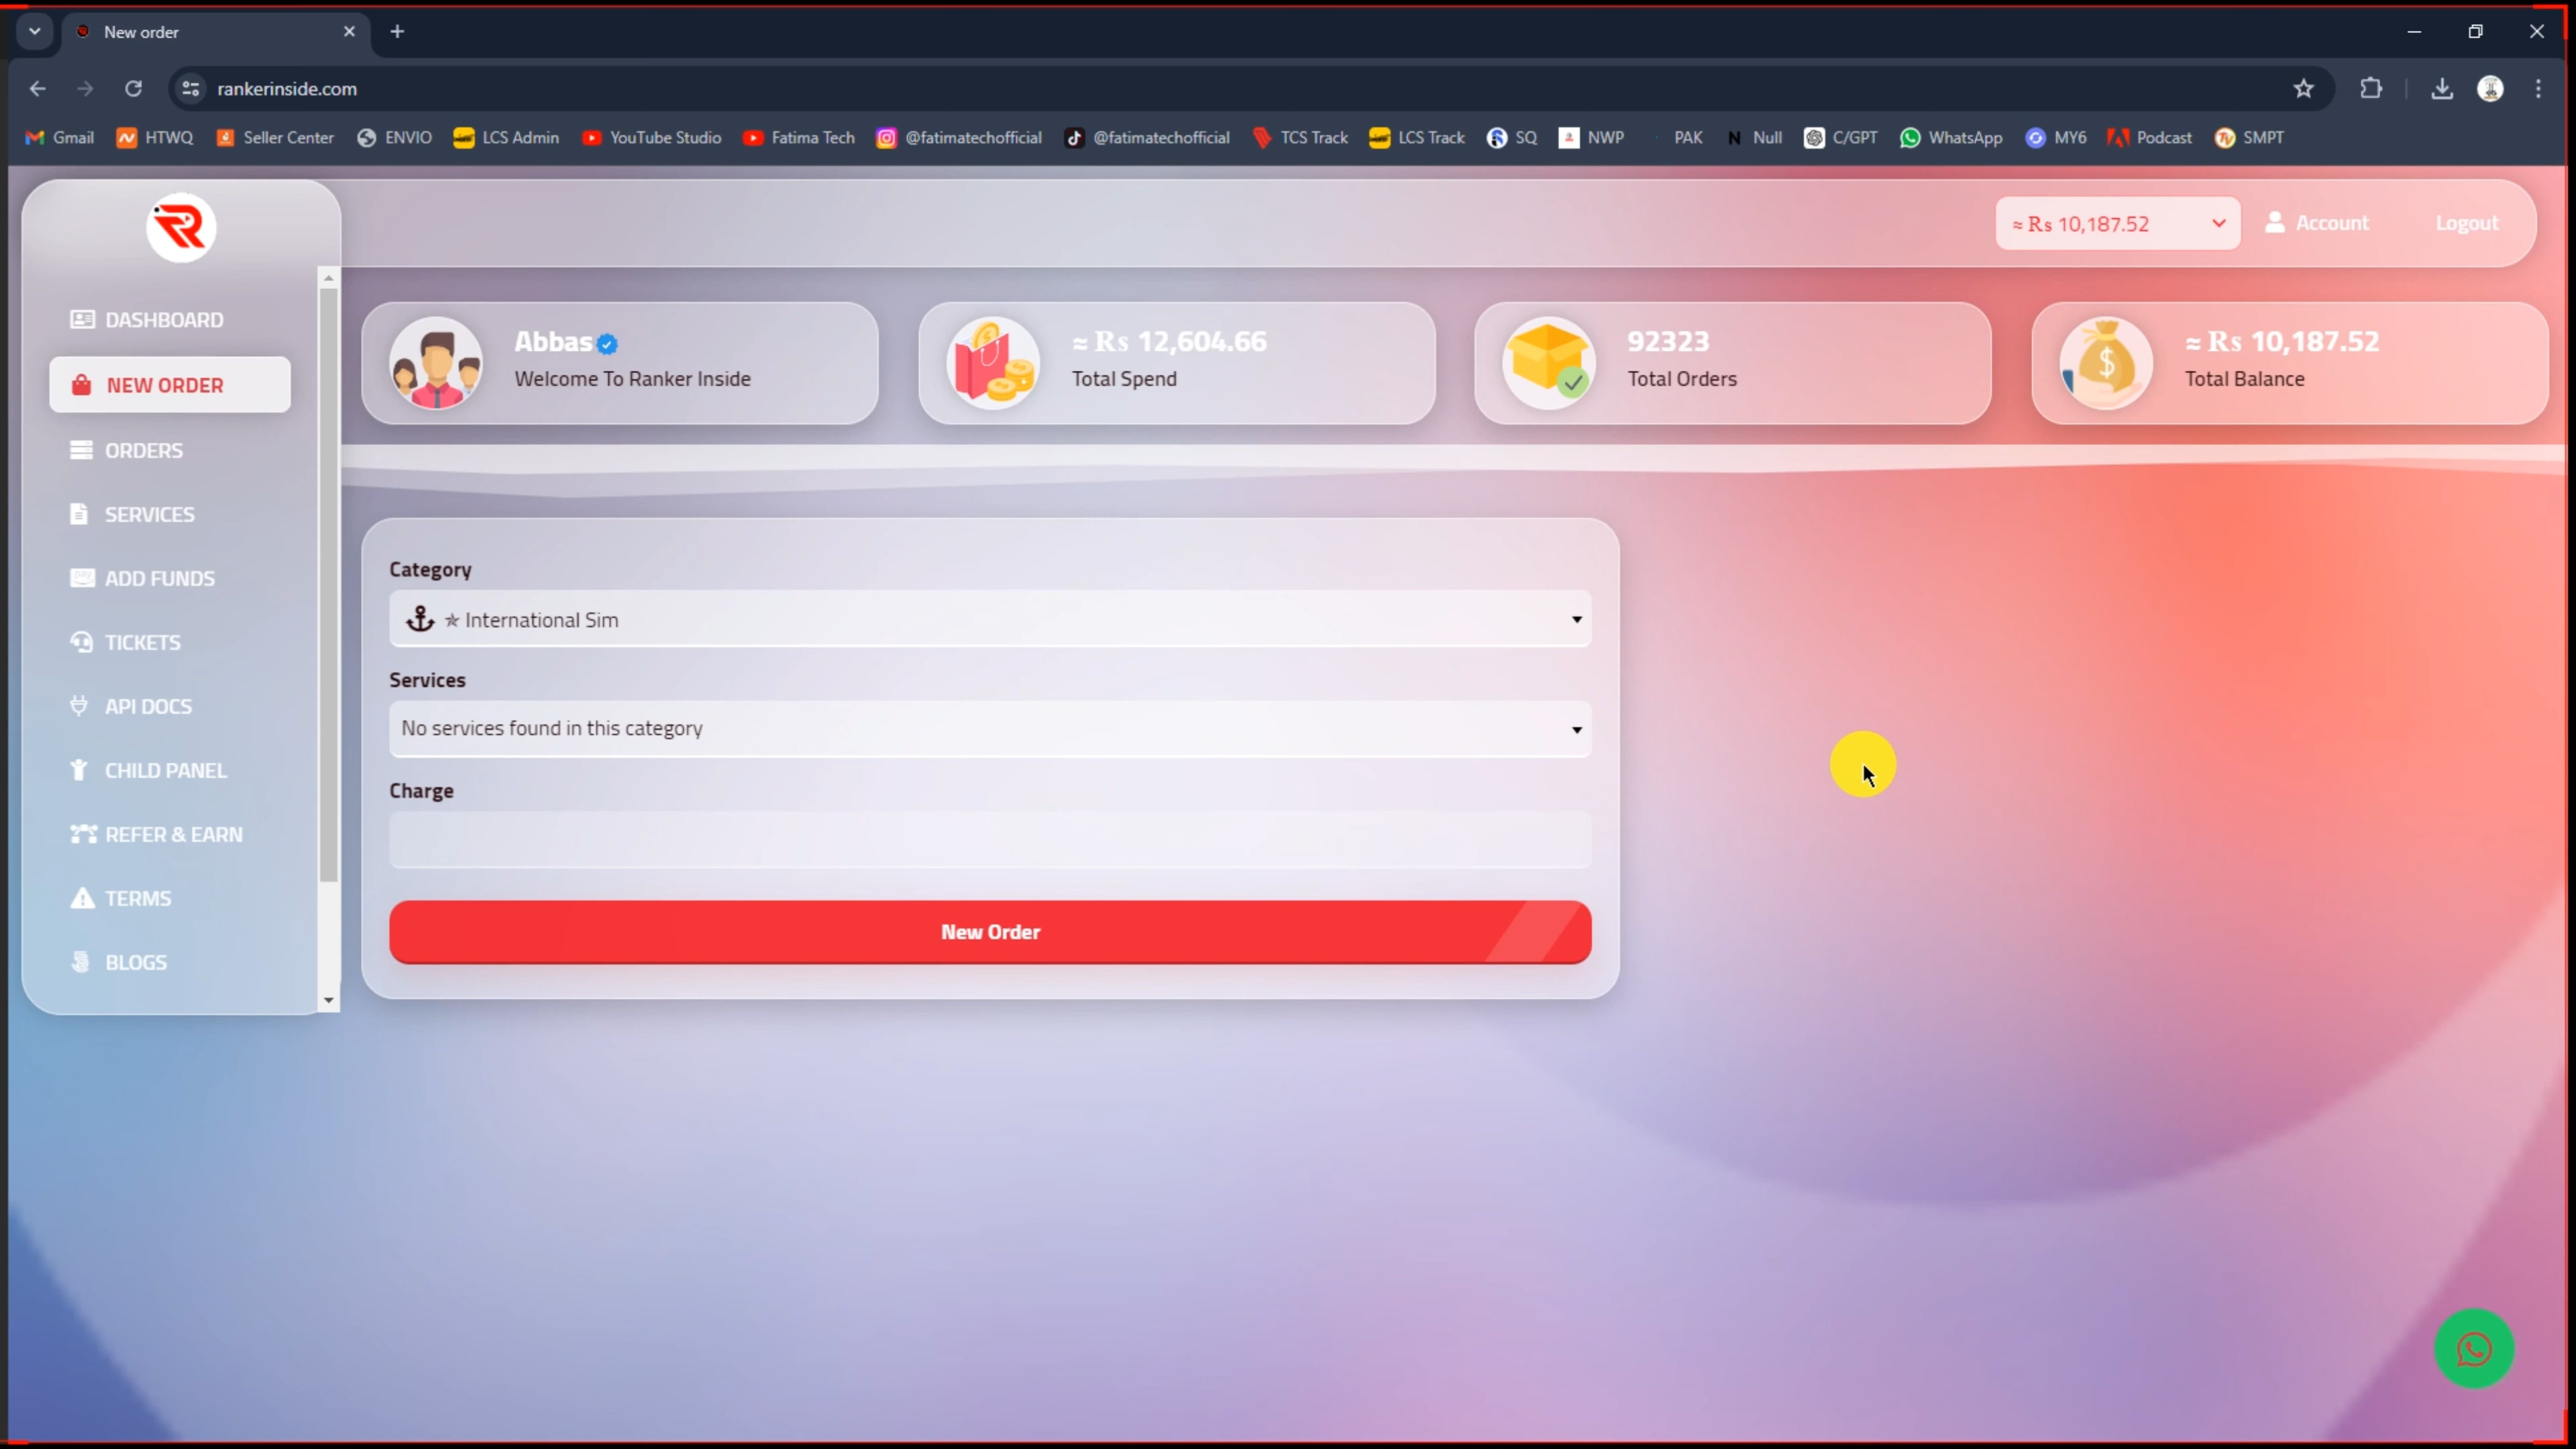 New order
rankerinside.com
Gmail HTWQ Seller Center ENVIO LCS Admin YouTube Studio Fatima Tech @fatimatechofficial @fatimatechofficial TCS Track LCS Track SQ NWP PAK Null C/GPT WhatsApp MY6 Podcast SMPT
≈ Rs 10,187.52 Account Logout
DASHBOARD
NEW ORDER
ORDERS
SERVICES
ADD FUNDS
TICKETS
API DOCS
CHILD PANEL
REFER & EARN
TERMS
BLOGS
Abbas
Welcome To Ranker Inside
≈ Rs 12,604.66
Total Spend
92323
Total Orders
≈ Rs 10,187.52
Total Balance
Category
✯ International Sim
Services
No services found in this category
Charge
New Order